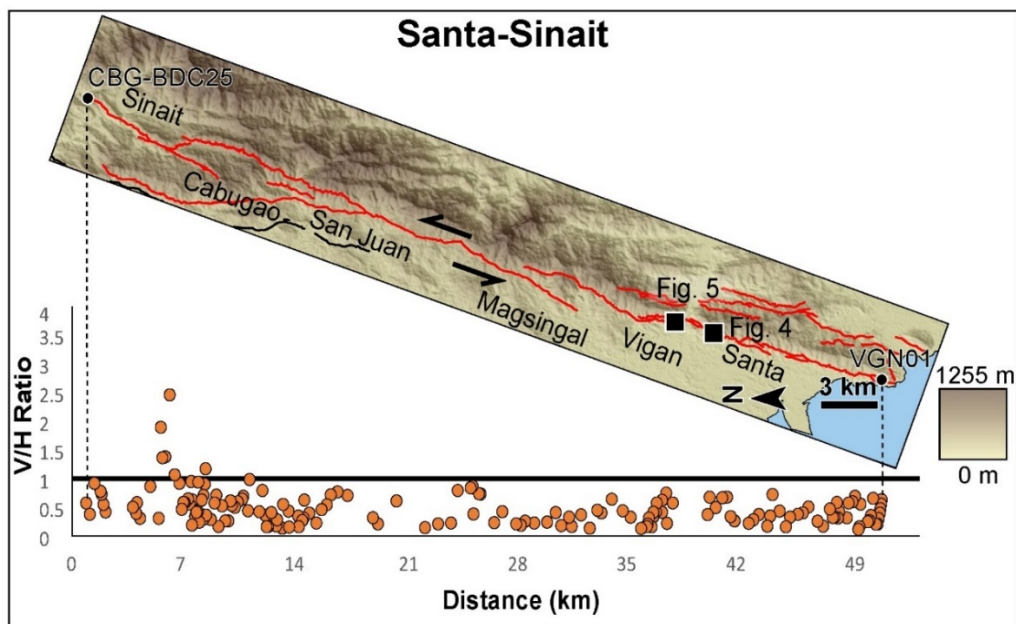 Santa-Sinait
CBG-BDC25
Sinait
Cabugao
San Juan
Magsingal
Vigan
Santa
Fig. 5
Fig. 4
VGN01
N
3 km
1255 m
0 m
V/H Ratio
4
3.5
3
2.5
2
1.5
1
0.5
0
0 7 14 21 28 35 42 49
Distance (km)